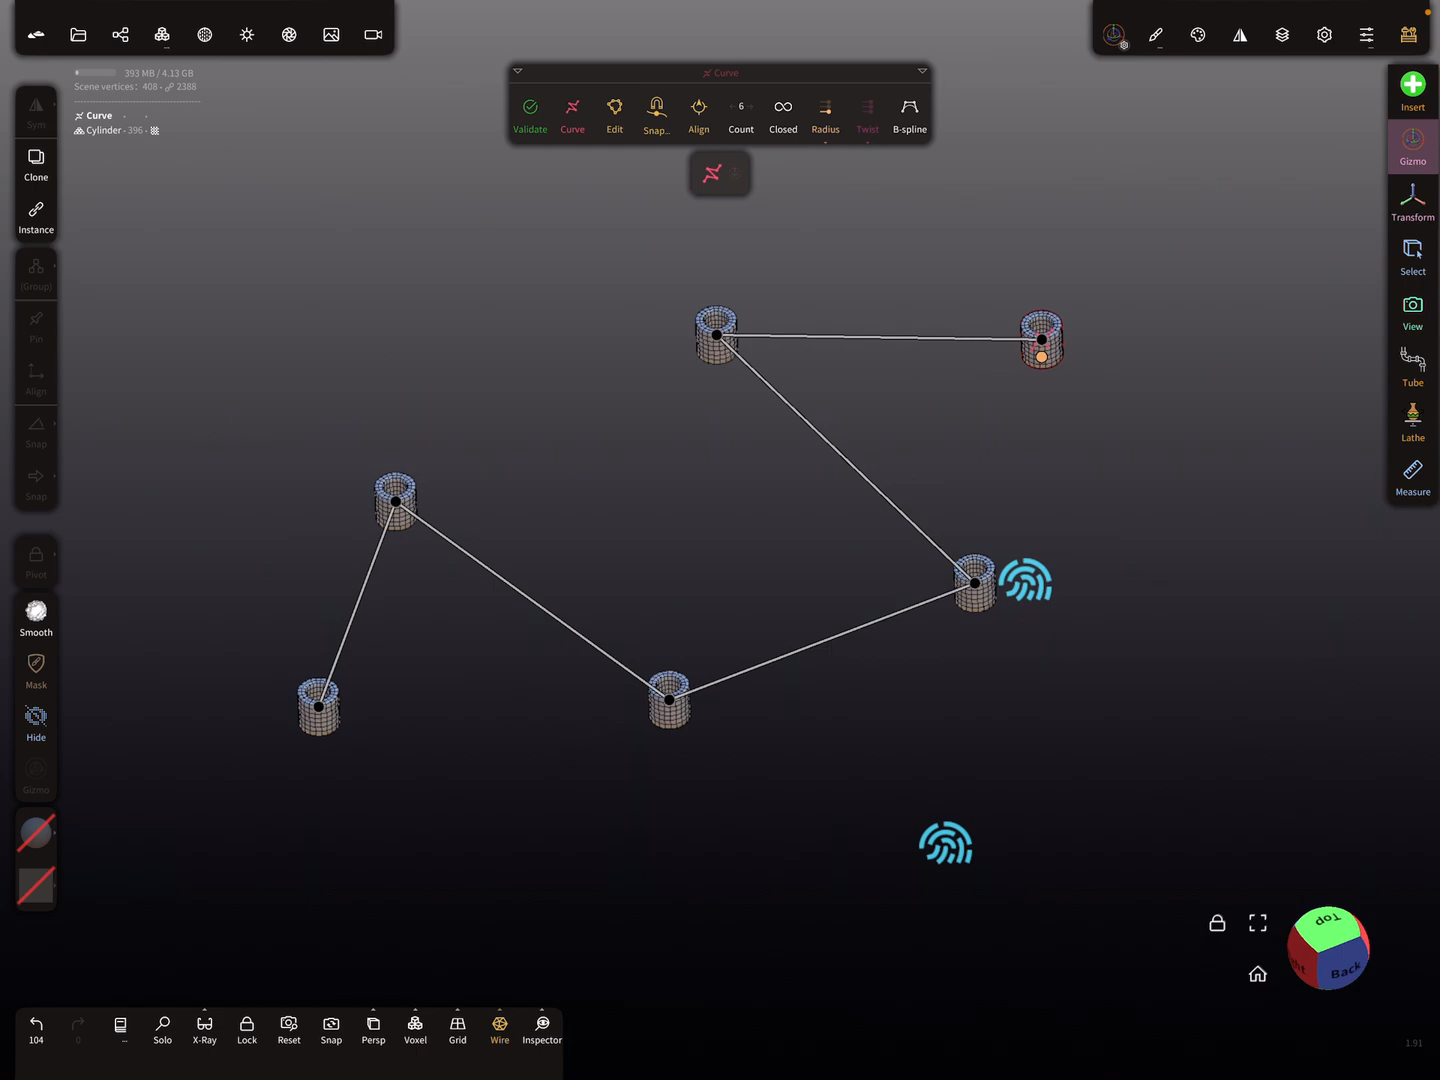 393 MB / 4.13 GB
Scene vertices: 408 - 2388
Curve - -
Cylinder - 396 -
Curve
Validate
Curve
Edit
Snap...
Align
6
Count
Closed
Radius
Twist
B-spline
Sym
Clone
Instance
(Group)
Pin
Align
Snap
Snap
Pivot
Smooth
Mask
Hide
Gizmo
Insert
Gizmo
Transform
Select
View
Tube
Lathe
Measure
Top
ht
Back
104
0
...
Solo
X-Ray
Lock
Reset
Snap
Persp
Voxel
Grid
Wire
Inspector
1.91